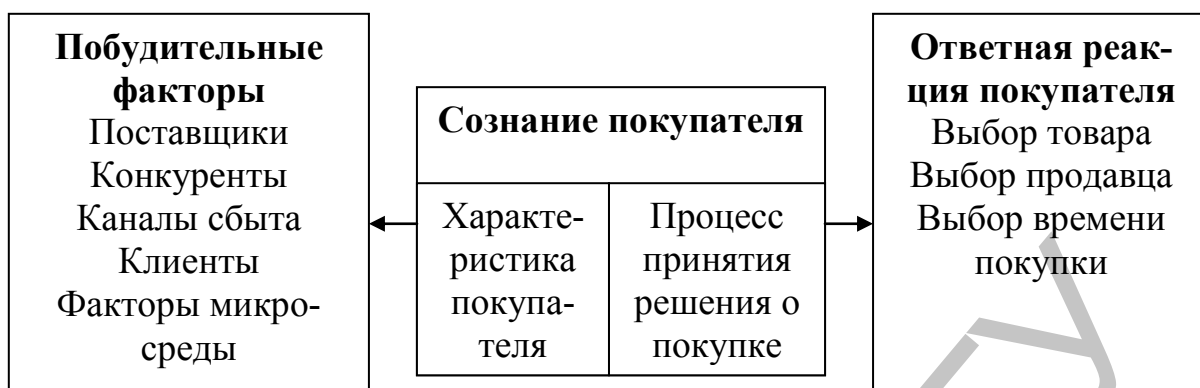 Побудительные
факторы
Поставщики
Конкуренты
Каналы сбыта
Клиенты
Факторы микро-
среды
Сознание покупателя
Характе-
ристика
покупа-
теля
Процесс
принятия
решения о
покупке
Ответная реак-
ция покупателя
Выбор товара
Выбор продавца
Выбор времени
покупки